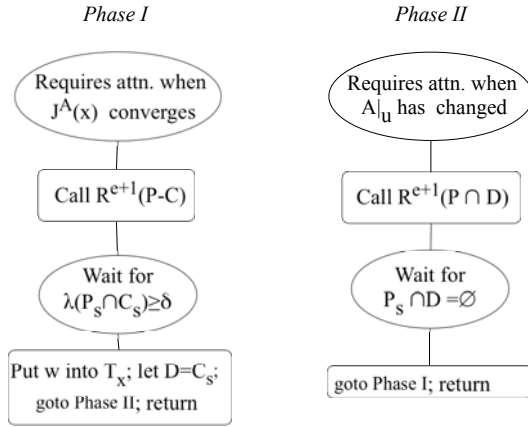 Phase I
Requires attn. when
J^A(x) converges
Call R^{e+1}(P-C)
Wait for
λ(P_s∩C_s)≥δ
Put w into T_x; let D=C_s;
goto Phase II; return
Phase II
Requires attn. when
A|_u has changed
Call R^{e+1}(P ∩ D)
Wait for
P_s ∩D =∅
goto Phase I; return